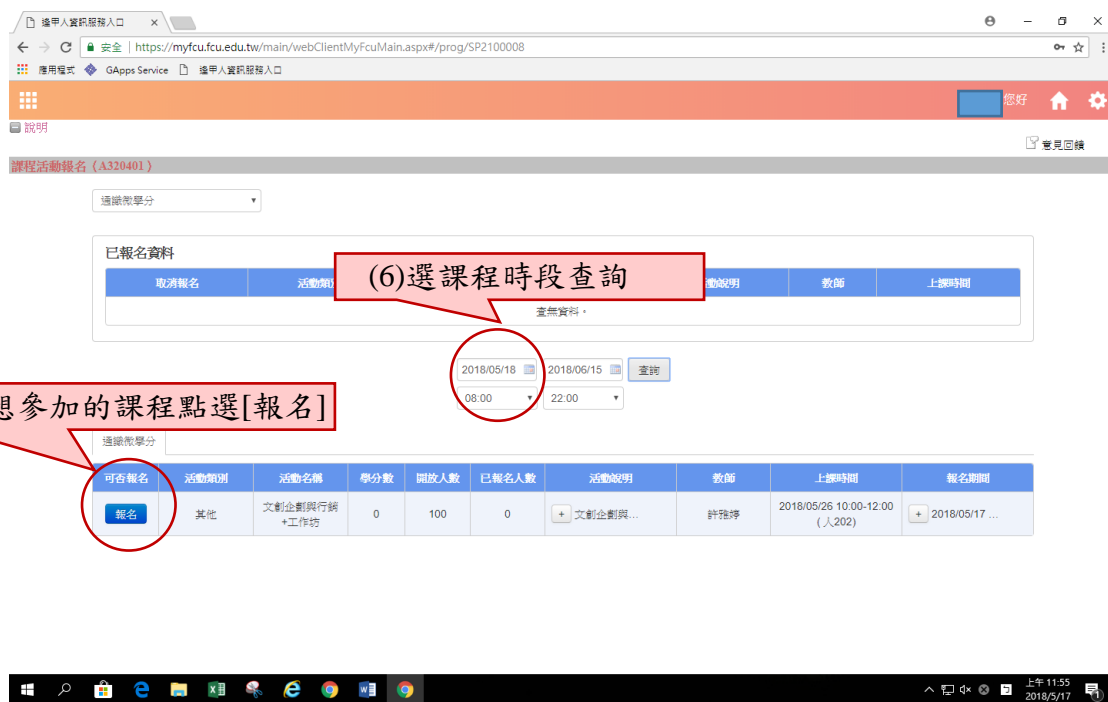 逢甲人資訊服務入口
安全 | https://myfcu.fcu.edu.tw/main/webClientMyFcuMain.aspx#/prog/SP2100008
應用程式 GApps Service 逢甲人資訊服務入口
您好
說明
意見回饋
課程活動報名（A320401）
通識微學分
已報名資料
(6)選課程時段查詢
取消報名 活動類 動說明 教師 上課時間
查無資料。
2018/05/18 2018/06/15 查詢
08:00 22:00
想參加的課程點選[報名]
通識微學分
可否報名 活動類別 活動名稱 學分數 開放人數 已報名人數 活動說明 教師 上課時間 報名期間
報名 其他 文創企劃與行銷 0 100 0 + 文創企劃與... 許雅婷 2018/05/26 10:00-12:00 + 2018/05/17 ...
+工作坊 (人202)
上午 11:55
2018/5/17